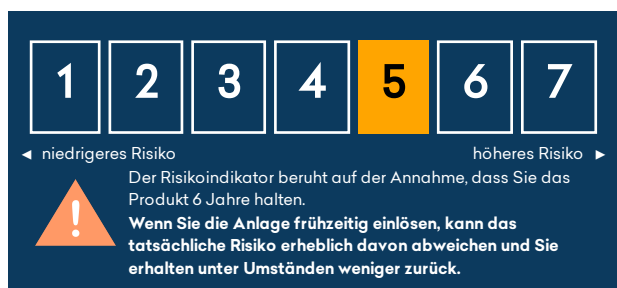 1 2 3 4 5 6 7
◄ niedrigeres Risiko höheres Risiko ►
Der Risikoindikator beruht auf der Annahme, dass Sie das
Produkt 6 Jahre halten.
Wenn Sie die Anlage frühzeitig einlösen, kann das
tatsächliche Risiko erheblich davon abweichen und Sie
erhalten unter Umständen weniger zurück.